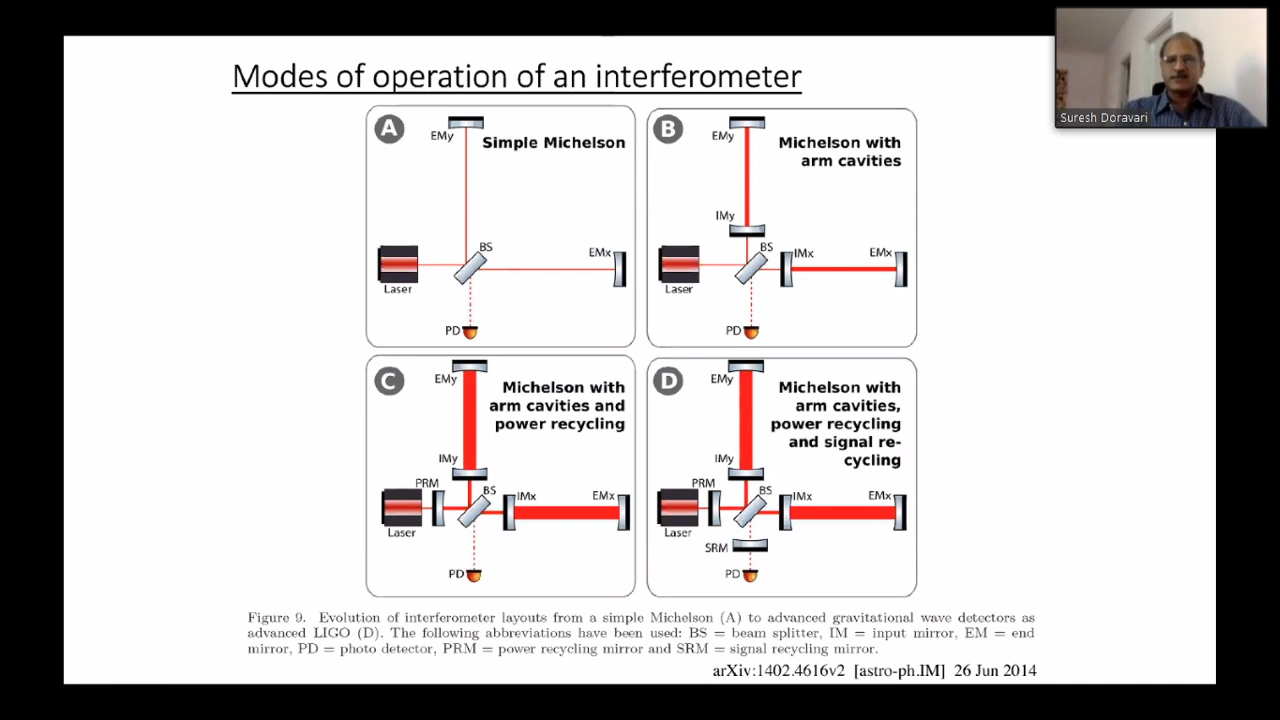 Modes of operation of an interferometer
Suresh Doravari
A
EMy
Simple Michelson
BS
EMx
Laser
PD
B
EMy
Michelson with
arm cavities
IMy
BS
IMx
EMx
Laser
PD
C
EMy
Michelson with
arm cavities and
power recycling
IMy
PRM
BS
IMx
EMx
Laser
PD
D
EMy
Michelson with
arm cavities,
power recycling
and signal re-
cycling
IMy
PRM
BS
IMx
EMx
Laser
SRM
PD
Figure 9. Evolution of interferometer layouts from a simple Michelson (A) to advanced gravitational wave detectors as
advanced LIGO (D). The following abbreviations have been used: BS = beam splitter, IM = input mirror, EM = end
mirror, PD = photo detector, PRM = power recycling mirror and SRM = signal recycling mirror.
arXiv:1402.4616v2 [astro-ph.IM] 26 Jun 2014